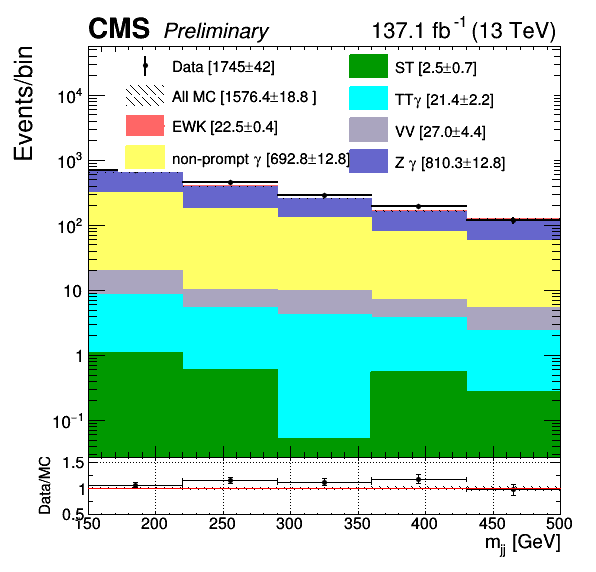 CMS Preliminary 137.1 fb⁻¹ (13 TeV)
Events/bin
Data [1745±42]
All MC [1576.4±18.8 ]
EWK [22.5±0.4]
non-prompt γ [692.8±12.8]
ST [2.5±0.7]
TTγ [21.4±2.2]
VV [27.0±4.4]
Z γ [810.3±12.8]
10⁴
10³
10²
10
1
10⁻¹
Data/MC
1.5
1
0.5
150 200 250 300 350 400 450 500
m_jj [GeV]